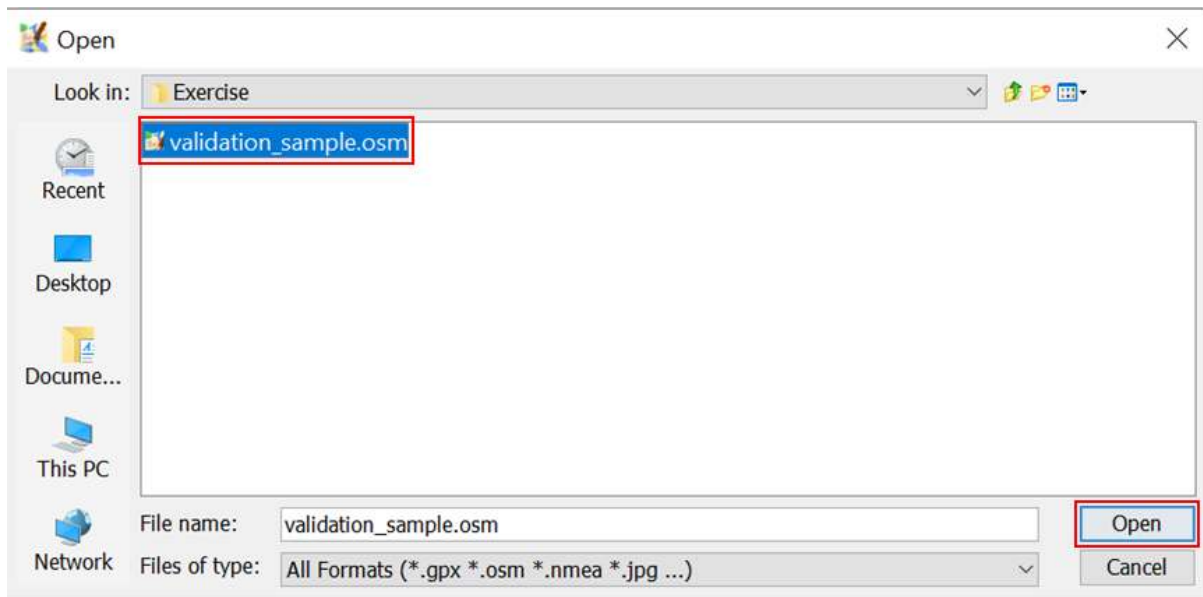 Open
Look in: Exercise
validation_sample.osm
Recent
Desktop
Docume...
This PC
Network
File name: validation_sample.osm Open
Files of type: All Formats (*.gpx *.osm *.nmea *.jpg ...) Cancel